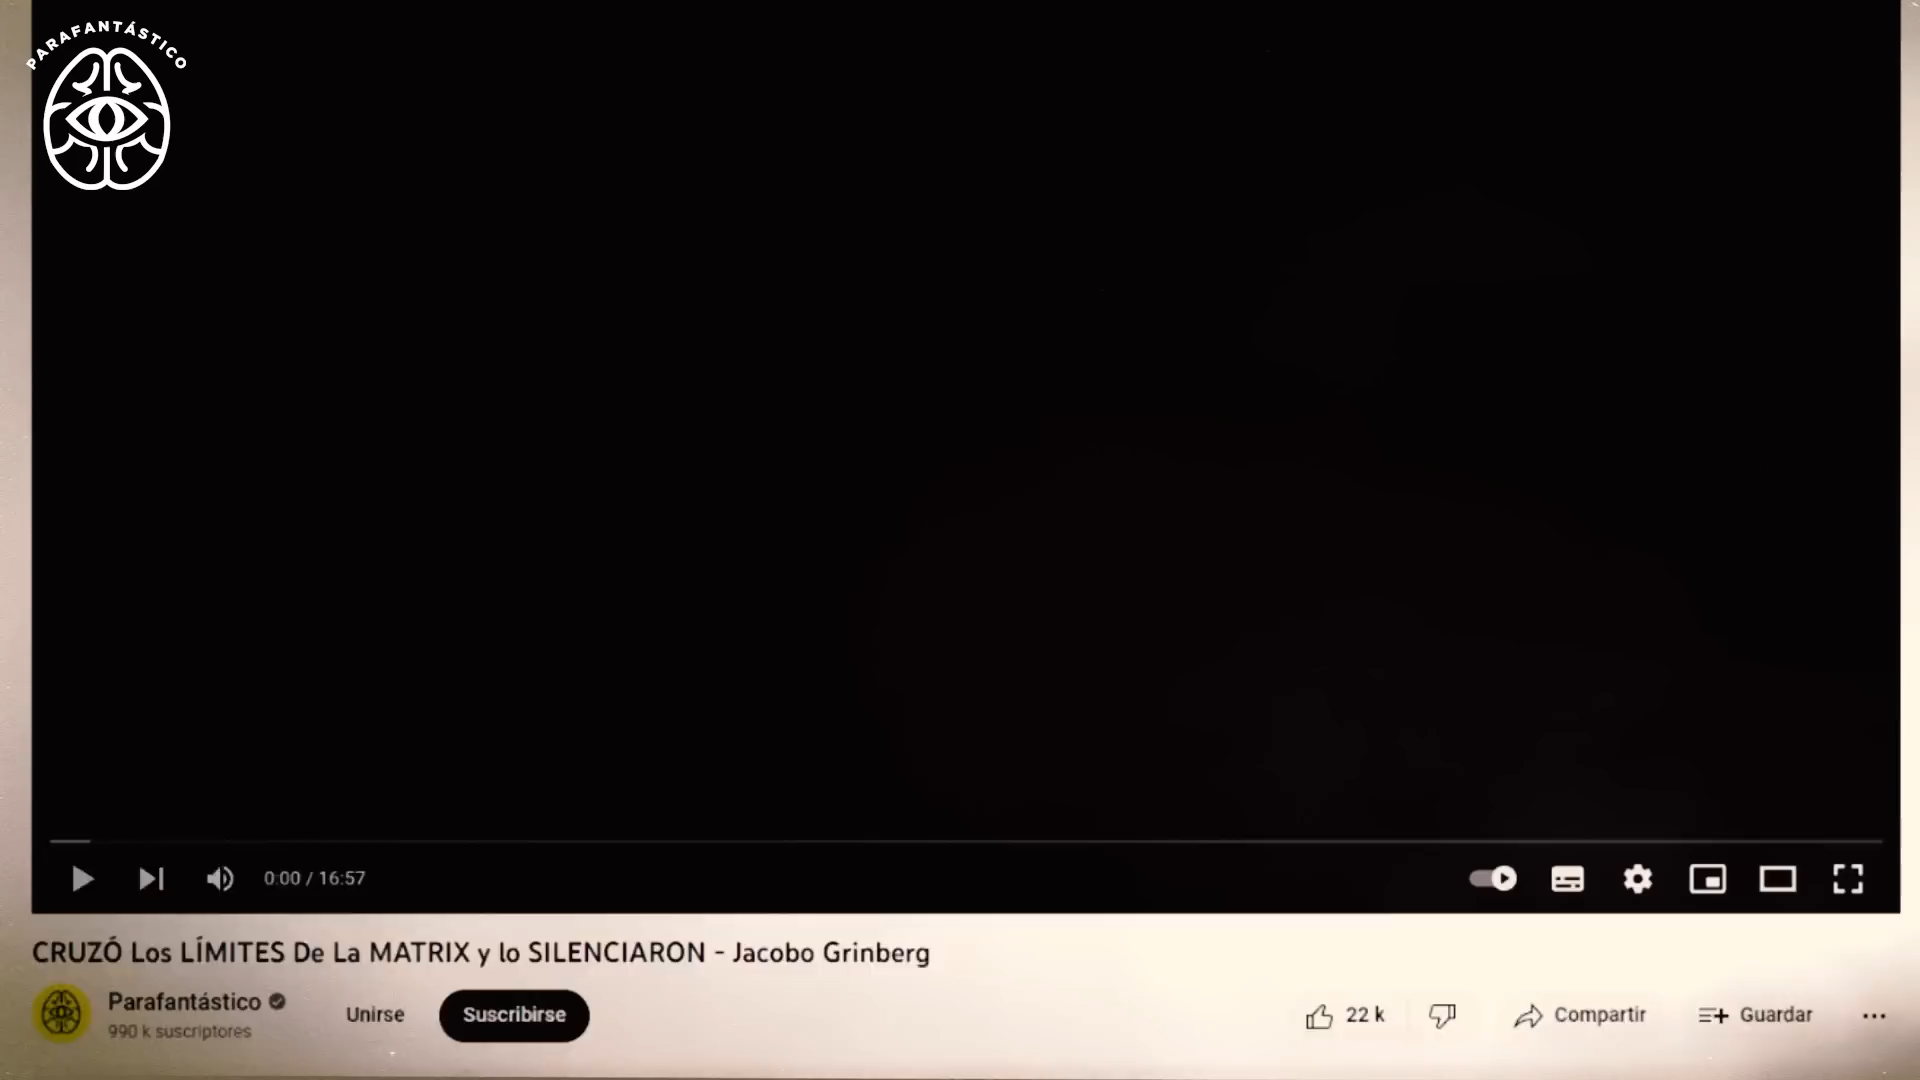 PARAFANTÁSTICO
0:00 / 16:57
CRUZÓ Los LÍMITES De La MATRIX y lo SILENCIARON - Jacobo Grinberg
Parafantástico
990 k suscriptores
Unirse
Suscribirse
22 k
Compartir
Guardar